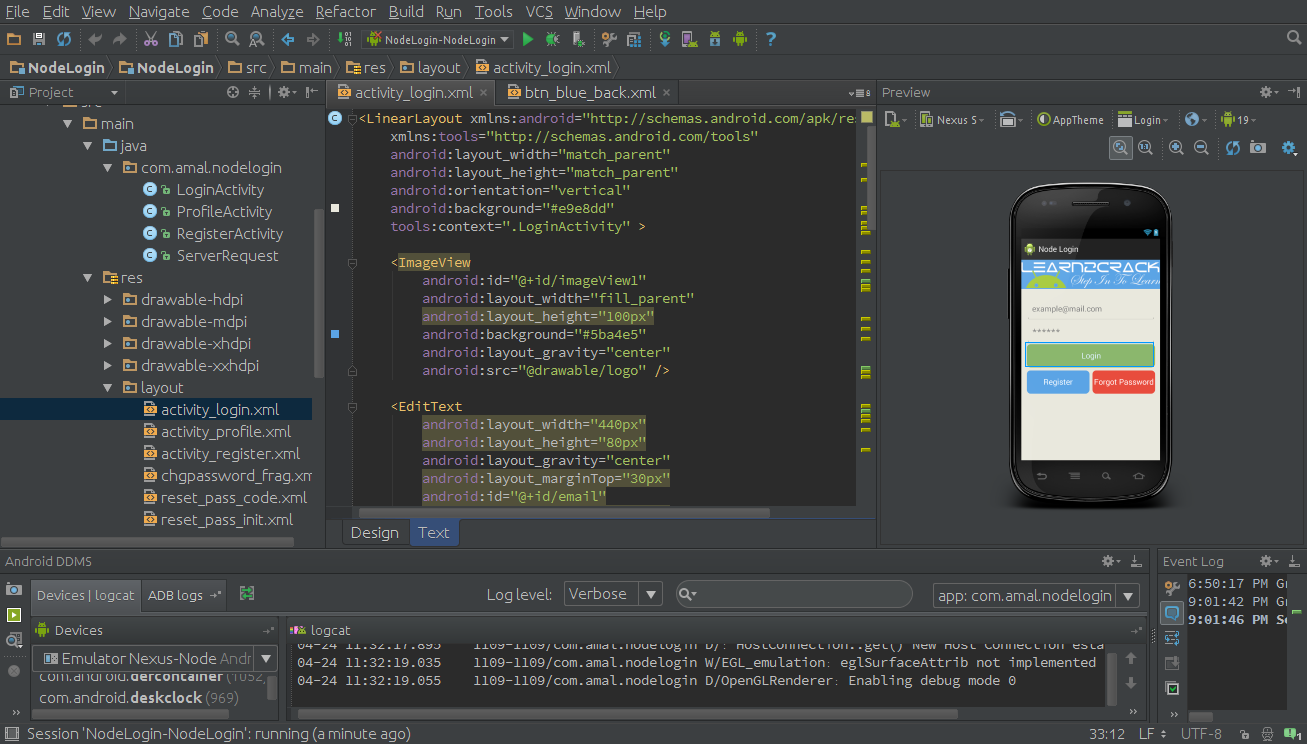 File Edit View Navigate Code Analyze Refactor Build Run Tools VCS Window Help
NodeLogin-NodeLogin
NodeLogin NodeLogin src main res layout activity_login.xml
Project
main
java
com.amal.nodelogin
LoginActivity
ProfileActivity
RegisterActivity
ServerRequest
res
drawable-hdpi
drawable-mdpi
drawable-xhdpi
drawable-xxhdpi
layout
activity_login.xml
activity_profile.xml
activity_register.xml
chgpassword_frag.xm
reset_pass_code.xml
reset_pass_init.xml
activity_login.xml btn_blue_back.xml
<LinearLayout xmlns:android="http://schemas.android.com/apk/re
xmlns:tools="http://schemas.android.com/tools"
android:layout_width="match_parent"
android:layout_height="match_parent"
android:orientation="vertical"
android:background="#e9e8dd"
tools:context=".LoginActivity" >
<ImageView
android:id="@+id/imageView1"
android:layout_width="fill_parent"
android:layout_height="100px"
android:background="#5ba4e5"
android:layout_gravity="center"
android:src="@drawable/logo" />
<EditText
android:layout_width="440px"
android:layout_height="80px"
android:layout_gravity="center"
android:layout_marginTop="30px"
android:id="@+id/email"
Design Text
Preview
Nexus S AppTheme Login 19
1:1
Node Login
LEARN2CRACK
Step In To Learn
example@mail.com
******
Login
Register Forgot Password
Android DDMS
Devices | logcat ADB logs Log level: Verbose app: com.amal.nodelogin
Devices
Emulator Nexus-Node Andr
com.android.defcontainer (1052)
com.android.deskclock (969)
logcat
04-24 11:32:17.895 1109-1109/com.amal.nodelogin D/: HostConnection::get() New Host Connection esta
04-24 11:32:19.035 1109-1109/com.amal.nodelogin W/EGL_emulation: eglSurfaceAttrib not implemented
04-24 11:32:19.055 1109-1109/com.amal.nodelogin D/OpenGLRenderer: Enabling debug mode 0
Event Log
6:50:17 PM Gr
9:01:42 PM Gr
9:01:46 PM Se
Session 'NodeLogin-NodeLogin': running (a minute ago) 33:12 LF UTF-8 1